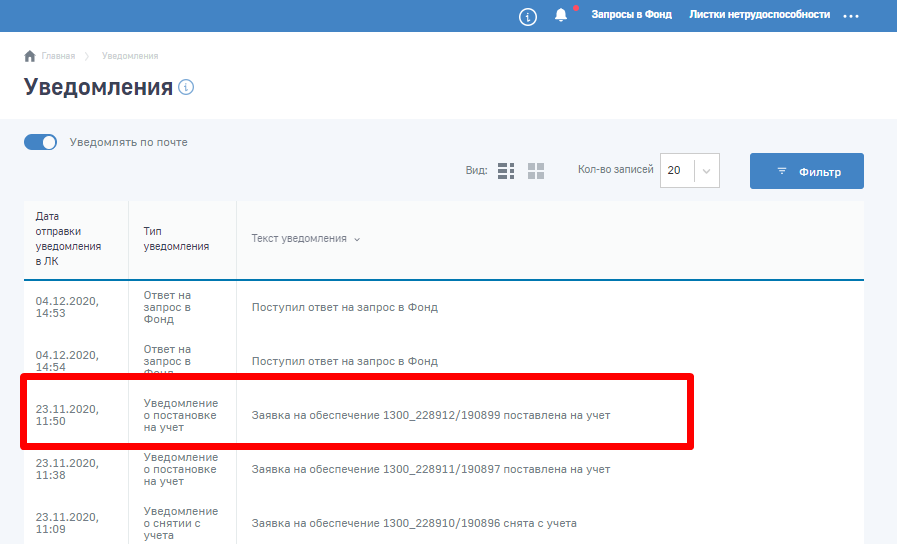 Запросы в Фонд Листки нетрудоспособности
Главная Уведомления
Уведомления
Уведомлять по почте
Вид: Кол-во записей 20 Фильтр
Дата
отправки
уведомления
в ЛК
Тип
уведомления
Текст уведомления
04.12.2020,
14:53
Ответ на
запрос в
Фонд
Поступил ответ на запрос в Фонд
04.12.2020,
14:54
Ответ на
запрос в
Фонд
Поступил ответ на запрос в Фонд
23.11.2020,
11:50
Уведомление
о постановке
на учет
Заявка на обеспечение 1300_228912/190899 поставлена на учет
23.11.2020,
11:38
Уведомление
о постановке
на учет
Заявка на обеспечение 1300_228911/190897 поставлена на учет
23.11.2020,
11:09
Уведомление
о снятии с
учета
Заявка на обеспечение 1300_228910/190896 снята с учета